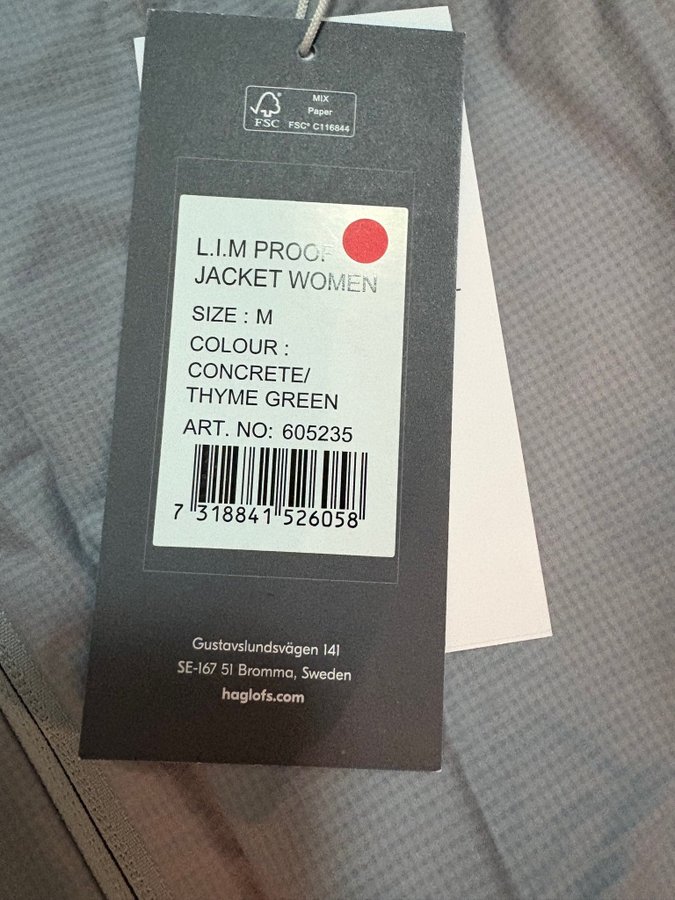 MIX
Paper
FSC
FSC® C116844
L.I.M PROOF
JACKET WOMEN
SIZE : M
COLOUR :
CONCRETE/
THYME GREEN
ART. NO: 605235
7 318841 526058
Gustavslundsvägen 141
SE-167 51 Bromma, Sweden
haglofs.com